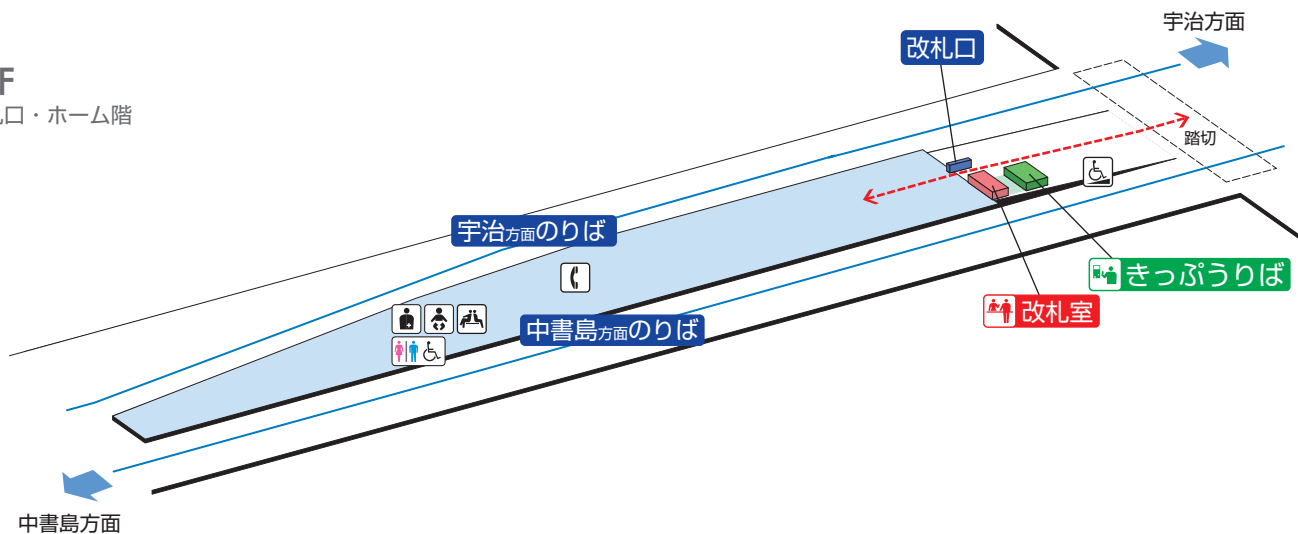 宇治方面
改札口
F
札口・ホーム階
踏切
宇治方面のりば
きっぷうりば
改札室
中書島方面のりば
中書島方面